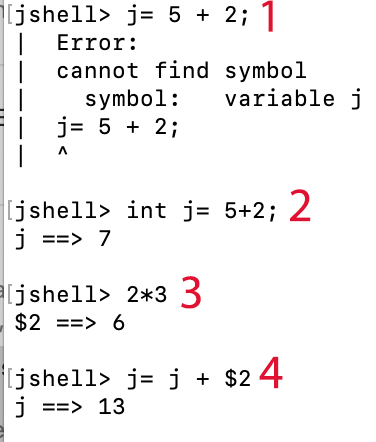 [jshell> j= 5 + 2; 1
|  Error:
|  cannot find symbol
|    symbol:   variable j
|  j= 5 + 2;
|  ^
[jshell> int j= 5+2; 2
j ==> 7
[jshell> 2*3 3
$2 ==> 6
[jshell> j= j + $2 4
j ==> 13